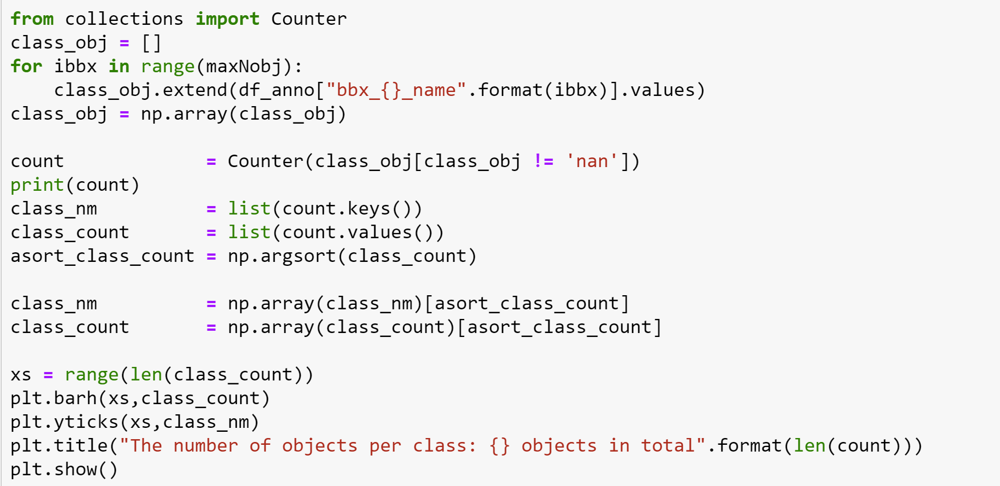 from collections import Counter
class_obj = []
for ibbx in range(maxNobj):
    class_obj.extend(df_anno["bbx_{}_name".format(ibbx)].values)
class_obj = np.array(class_obj)

count             = Counter(class_obj[class_obj != 'nan'])
print(count)
class_nm          = list(count.keys())
class_count       = list(count.values())
asort_class_count = np.argsort(class_count)

class_nm          = np.array(class_nm)[asort_class_count]
class_count       = np.array(class_count)[asort_class_count]

xs = range(len(class_count))
plt.barh(xs,class_count)
plt.yticks(xs,class_nm)
plt.title("The number of objects per class: {} objects in total".format(len(count)))
plt.show()